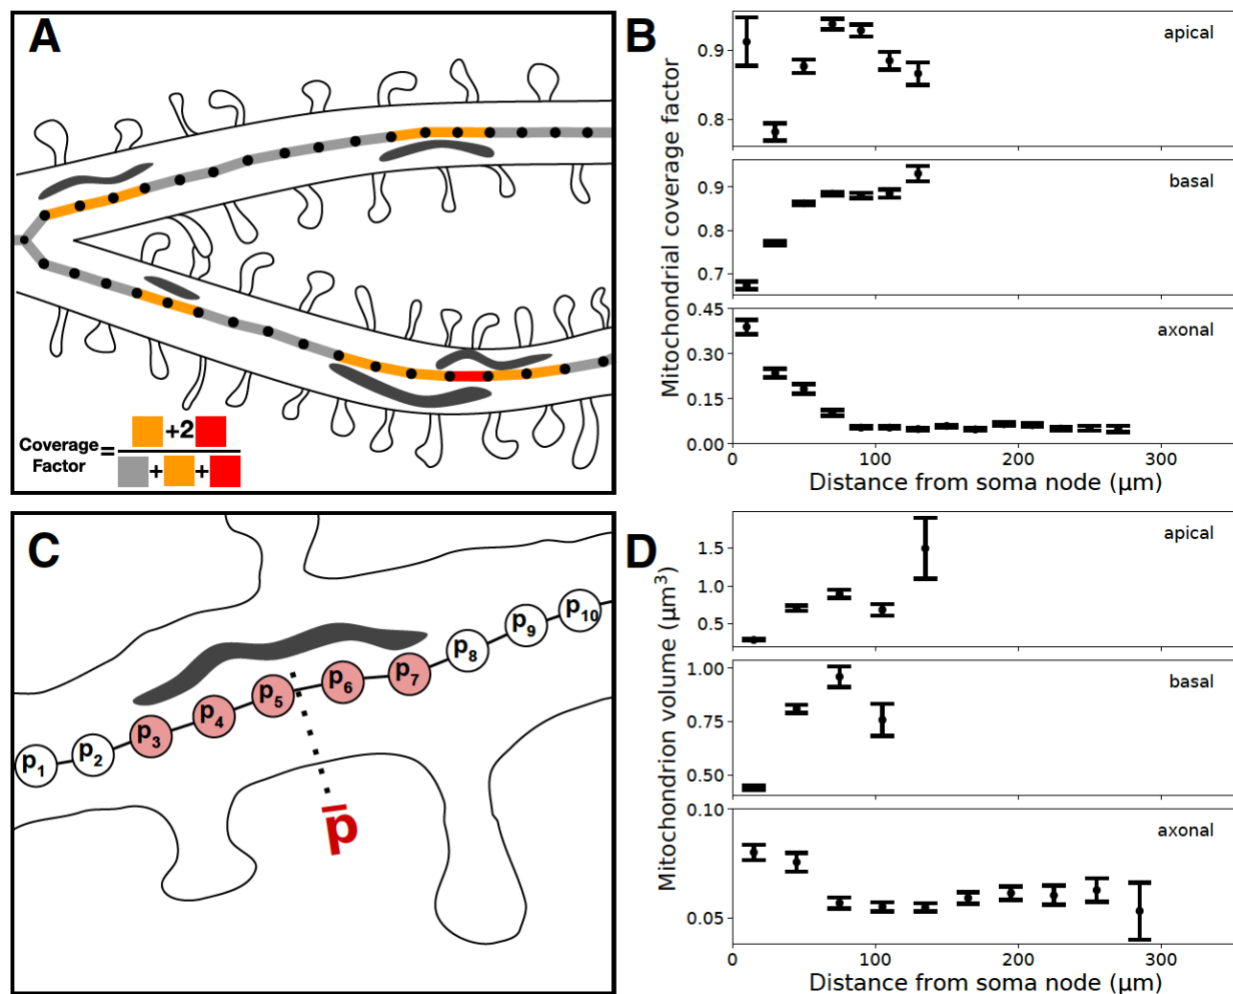 A
Coverage Factor = +2
+ +
B
Mitochondrial coverage factor
apical
0.9
0.8
basal
0.9
0.8
0.7
axonal
0.45
0.30
0.15
0.00
0 100 200 300
Distance from soma node (μm)
C
p1 p2 p3 p4 p5 p6 p7 p8 p9 p10
p̄
D
Mitochondrion volume (μm³)
apical
1.5
1.0
0.5
basal
1.00
0.75
0.50
axonal
0.10
0.05
0 100 200 300
Distance from soma node (μm)